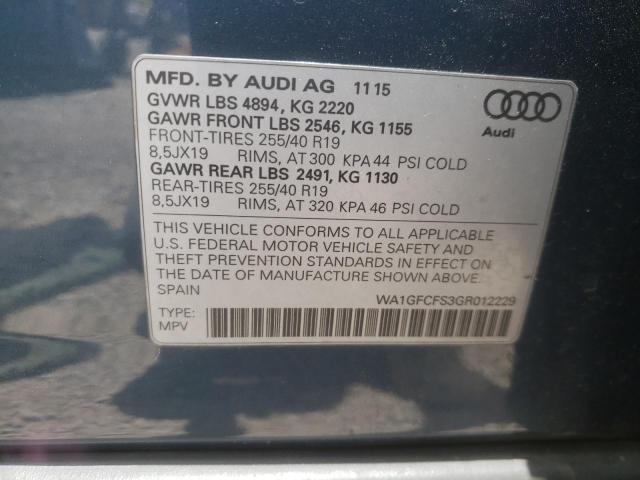 MFD. BY AUDI AG 11 15
GVWR LBS 4894, KG 2220
GAWR FRONT LBS 2546, KG 1155
FRONT-TIRES 255/40 R19
8,5JX19 RIMS, AT 300 KPA 44 PSI COLD
GAWR REAR LBS 2491, KG 1130
REAR-TIRES 255/40 R19
8,5JX19 RIMS, AT 320 KPA 46 PSI COLD
Audi
THIS VEHICLE CONFORMS TO ALL APPLICABLE
U.S. FEDERAL MOTOR VEHICLE SAFETY AND
THEFT PREVENTION STANDARDS IN EFFECT ON
THE DATE OF MANUFACTURE SHOWN ABOVE.
SPAIN
WA1GFCFS3GR012229
TYPE:
MPV